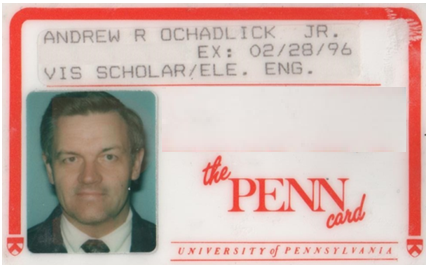 ANDREW R OCHADLICK JR.
EX: 02/28/96
VIS SCHOLAR/ELE. ENG.
the
PENN
card
UNIVERSITY of PENNSYLVANIA